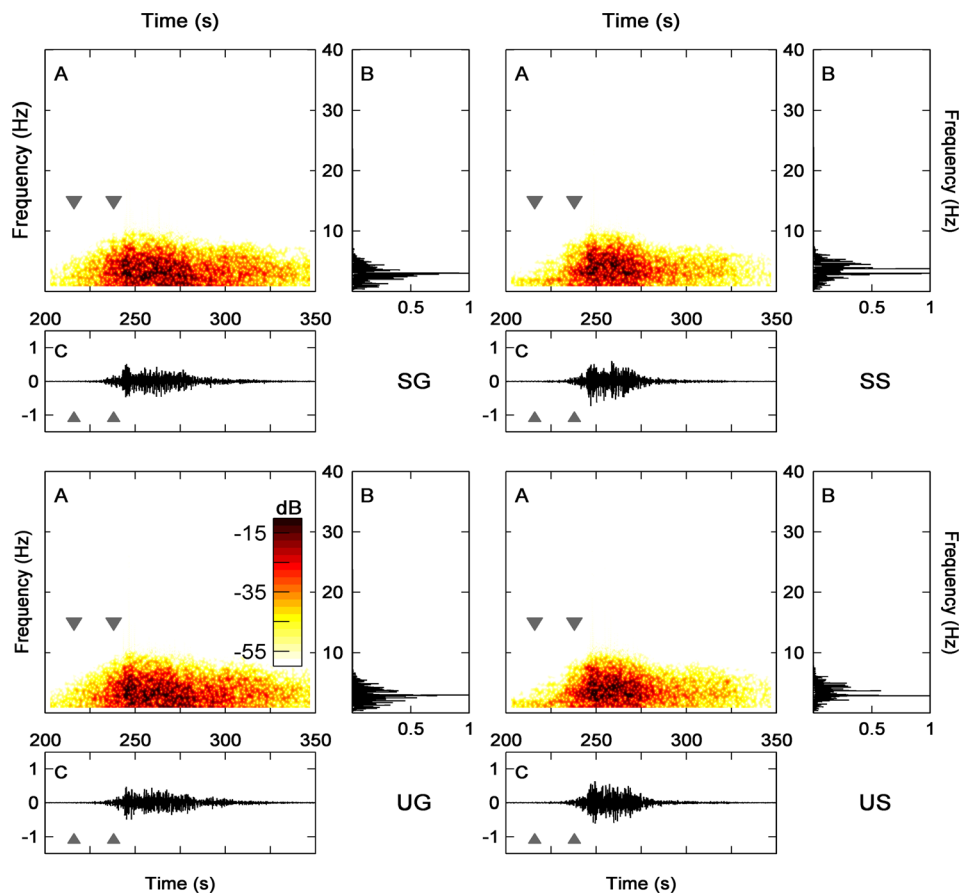 Time (s) Time (s)
40 40
A B A B
Frequency (Hz) 30 30 Frequency (Hz)
20 20
10 10
0.5 1 0.5 1
200 250 300 350 200 250 300 350
1 C 1 C
0 SG 0 SS
-1 -1
40 40
A B A B
dB
Frequency (Hz) -15 30 30 Frequency (Hz)
-35 20 20
-55 10 10
0.5 1 0.5 1
200 250 300 350 200 250 300 350
1 C 1 C
0 UG 0 US
-1 -1
Time (s) Time (s)